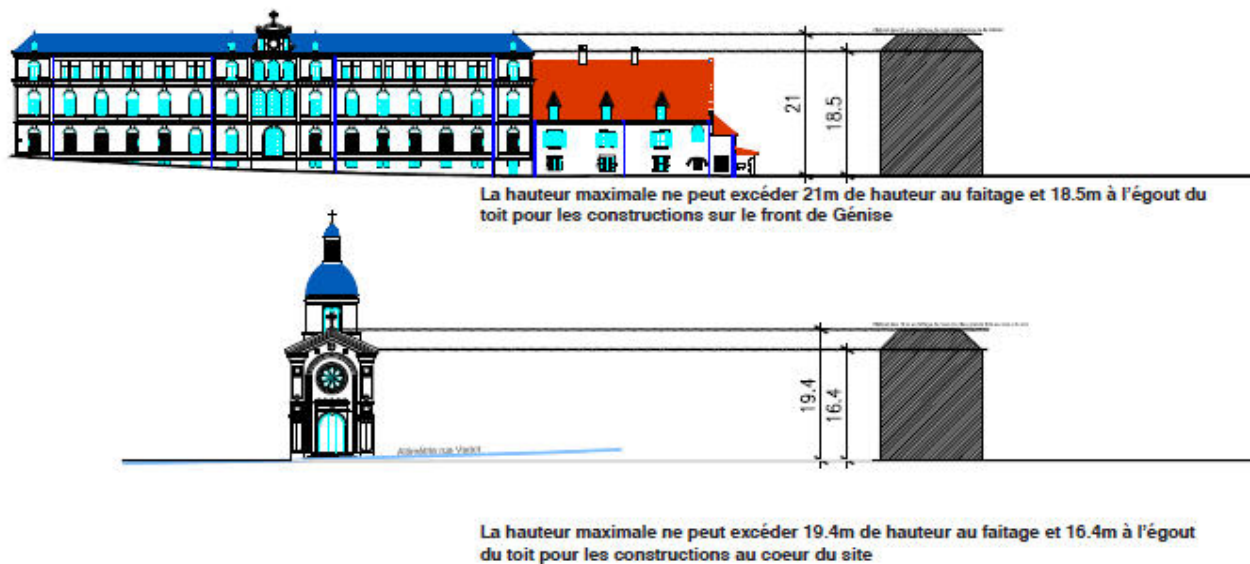 21
18.5
La hauteur maximale ne peut excéder 21m de hauteur au faitage et 18.5m à l'égout du
toit pour les constructions sur le front de Génise
19.4
16.4
Altimétrie rue
La hauteur maximale ne peut excéder 19.4m de hauteur au faitage et 16.4m à l'égout
du toit pour les constructions au coeur du site